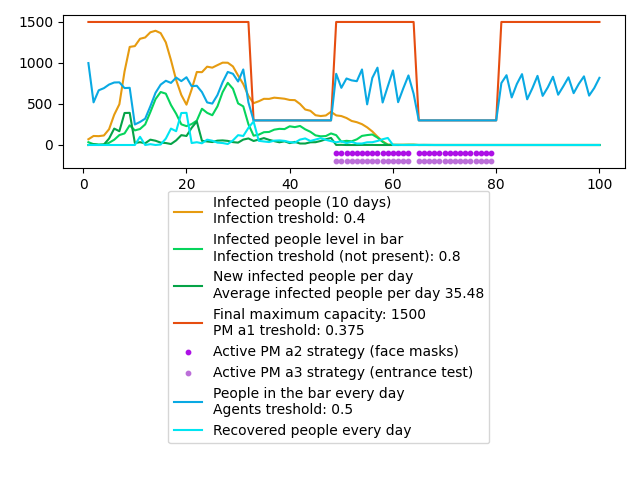 1500
1000
500
0
0 20 40 60 80 100
Infected people (10 days)
Infection treshold: 0.4
Infected people level in bar
Infection treshold (not present): 0.8
New infected people per day
Average infected people per day 35.48
Final maximum capacity: 1500
PM a1 treshold: 0.375
Active PM a2 strategy (face masks)
Active PM a3 strategy (entrance test)
People in the bar every day
Agents treshold: 0.5
Recovered people every day